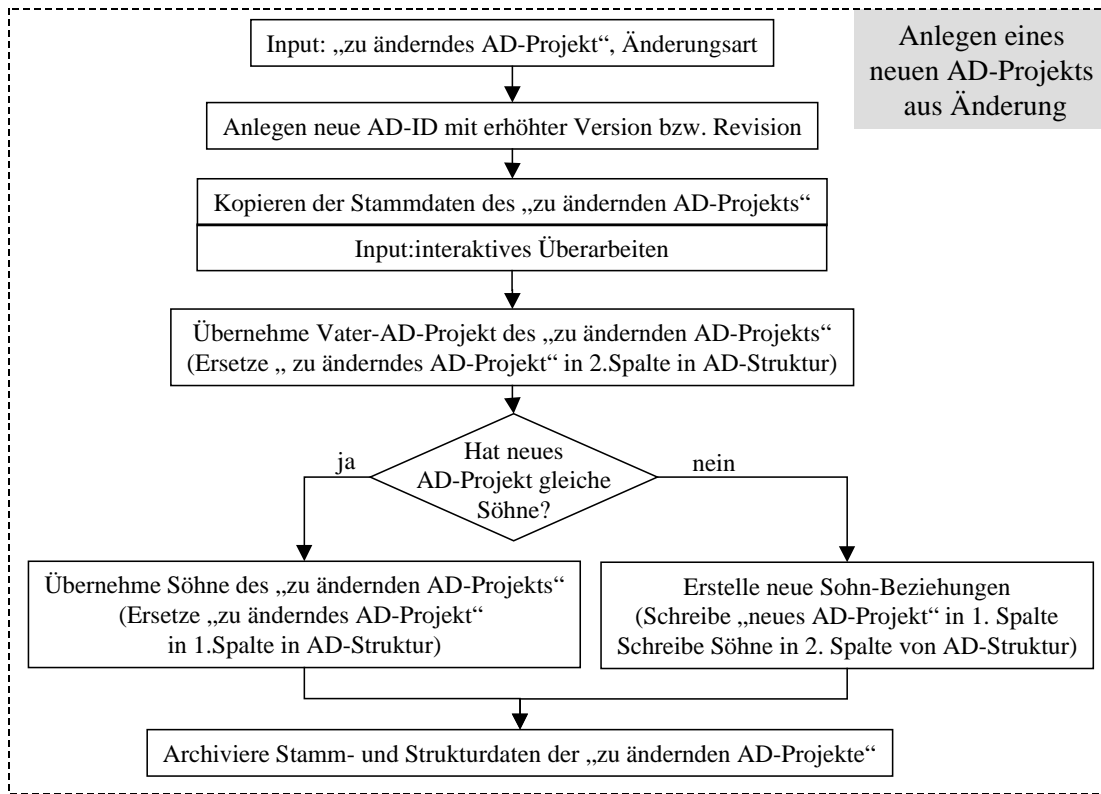 Anlegen eines
neuen AD-Projekts
aus Änderung
Input: „zu änderndes AD-Projekt“, Änderungsart
Anlegen neue AD-ID mit erhöhter Version bzw. Revision
Kopieren der Stammdaten des „zu ändernden AD-Projekts“
Input:interaktives Überarbeiten
Übernehme Vater-AD-Projekt des „zu ändernden AD-Projekts“
(Ersetze „ zu änderndes AD-Projekt“ in 2.Spalte in AD-Struktur)
Hat neues
AD-Projekt gleiche
Söhne?
ja
nein
Übernehme Söhne des „zu ändernden AD-Projekts“
(Ersetze „zu änderndes AD-Projekt“
in 1.Spalte in AD-Struktur)
Erstelle neue Sohn-Beziehungen
(Schreibe „neues AD-Projekt“ in 1. Spalte
Schreibe Söhne in 2. Spalte von AD-Struktur)
Archiviere Stamm- und Strukturdaten der „zu ändernden AD-Projekte“